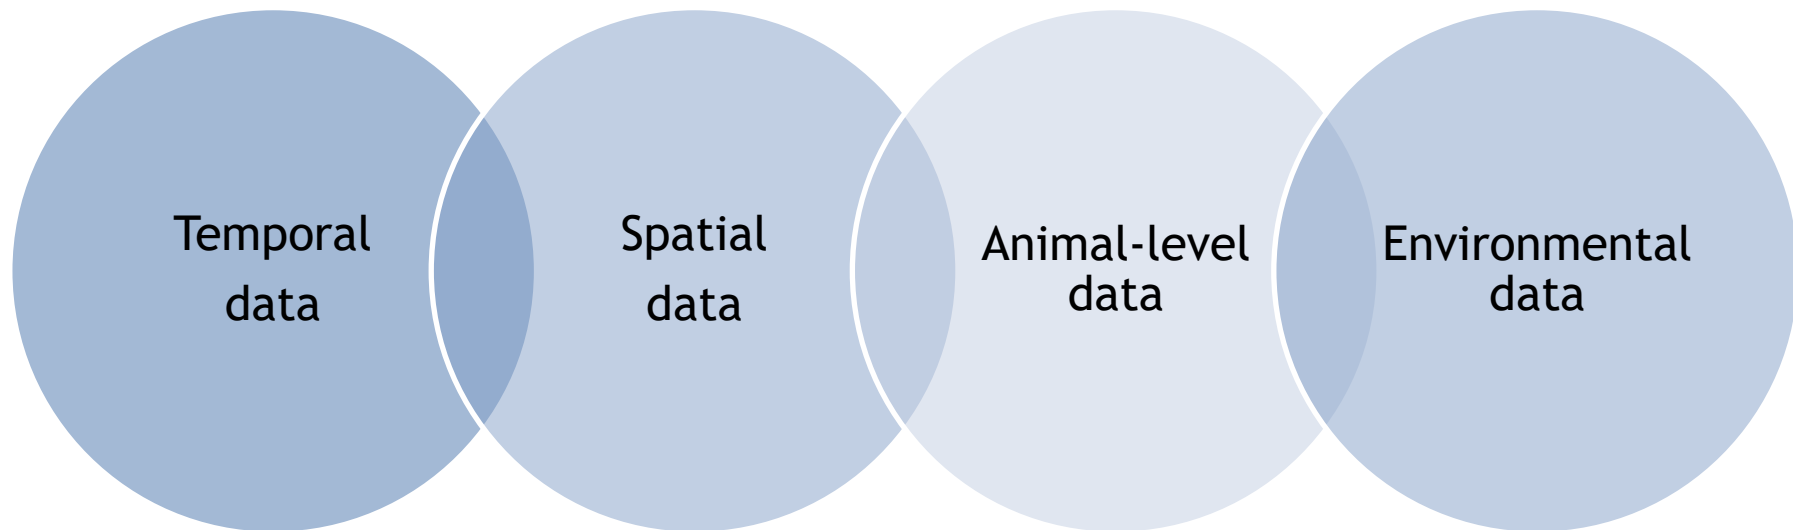 Temporal
data
Spatial
data
Animal-level
data
Environmental
data